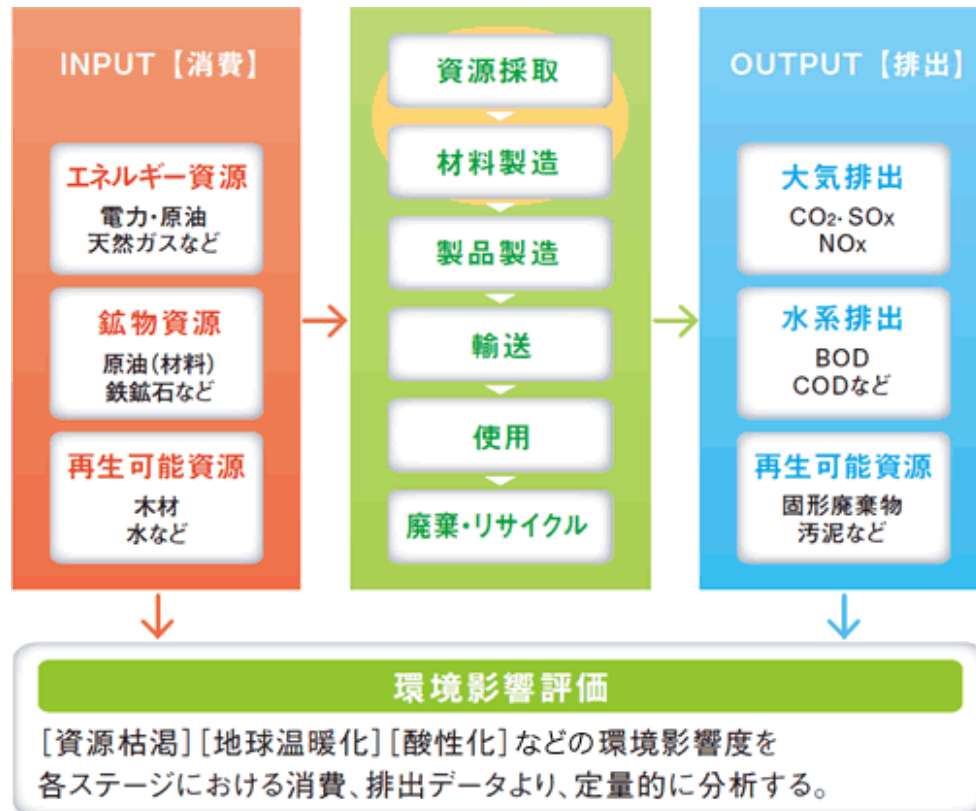 INPUT【消費】
エネルギー資源
電力・原油
天然ガスなど
鉱物資源
原油(材料)
鉄鉱石など
再生可能資源
木材
水など
資源採取
材料製造
製品製造
輸送
使用
廃棄・リサイクル
OUTPUT【排出】
大気排出
CO₂・SOx
NOx
水系排出
BOD
CODなど
再生可能資源
固形廃棄物
汚泥など
環境影響評価
[資源枯渇][地球温暖化][酸性化]などの環境影響度を
各ステージにおける消費、排出データより、定量的に分析する。